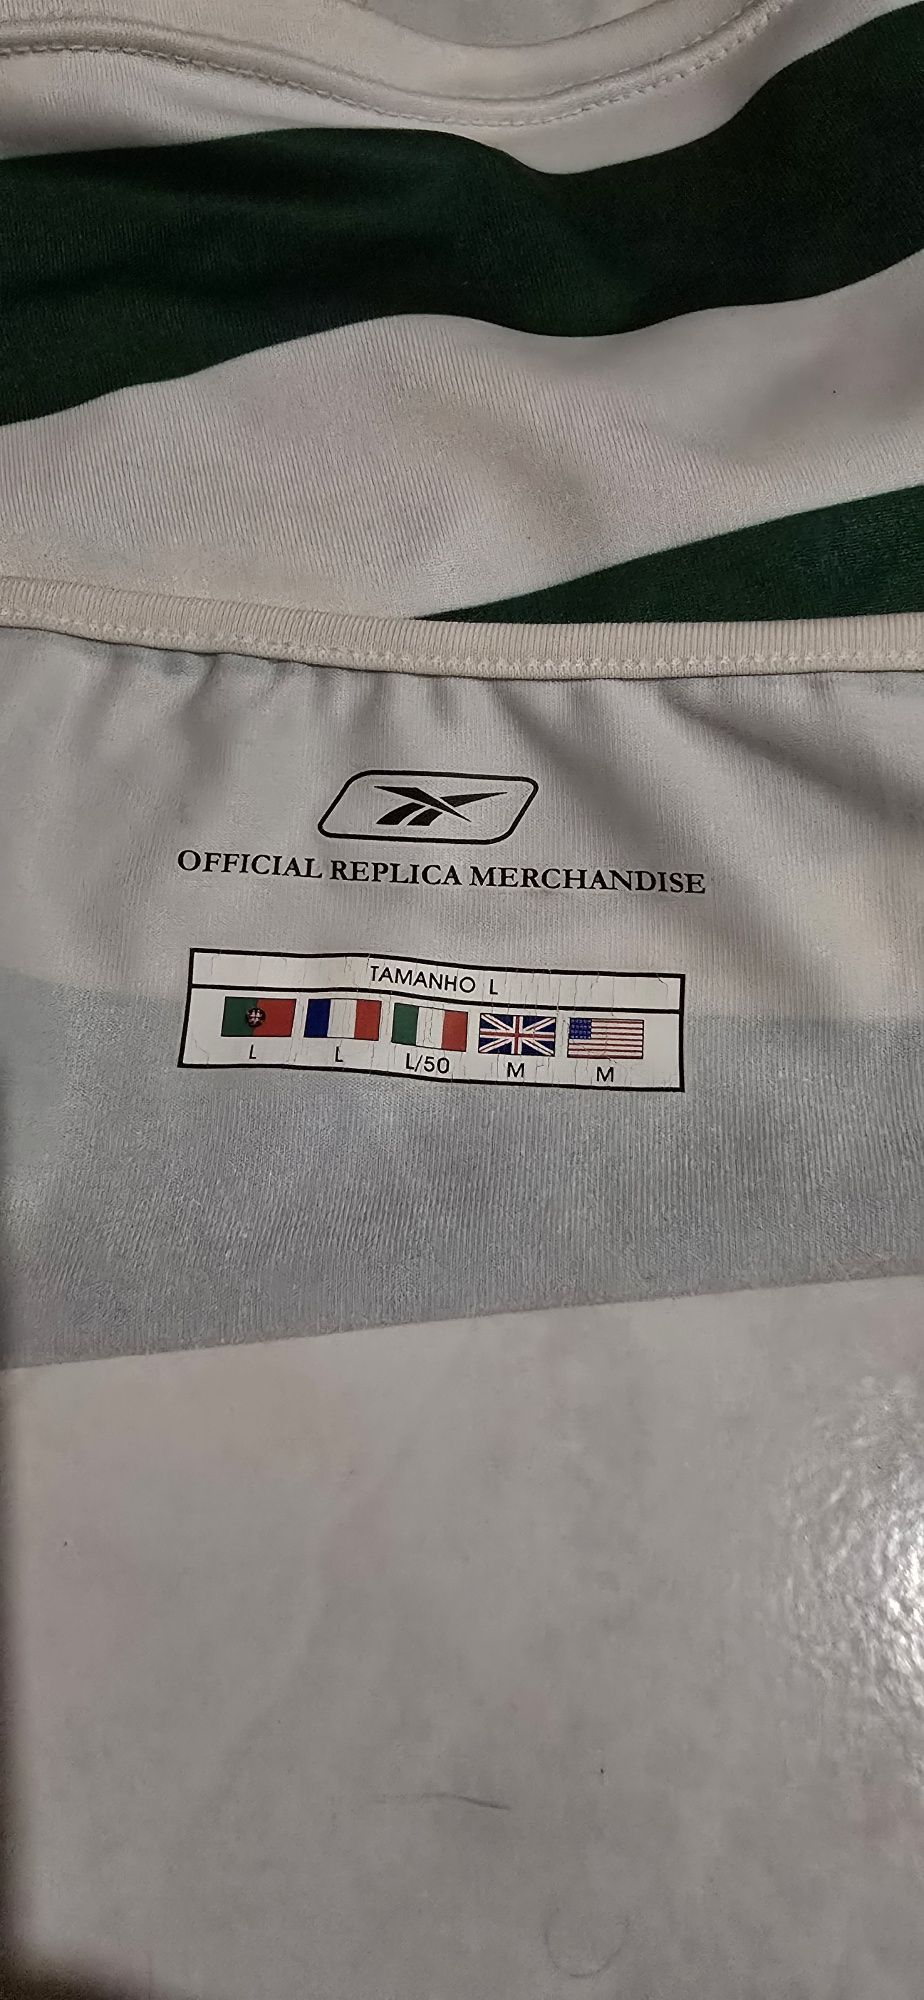 OFFICIAL REPLICA MERCHANDISE
TAMANHO L
L L L/50 M M